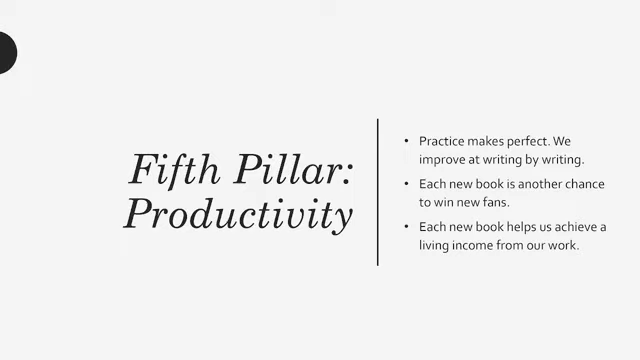 Fifth Pillar:
Productivity
• Practice makes perfect. We
improve at writing by writing.
• Each new book is another chance
to win new fans.
• Each new book helps us achieve a
living income from our work.